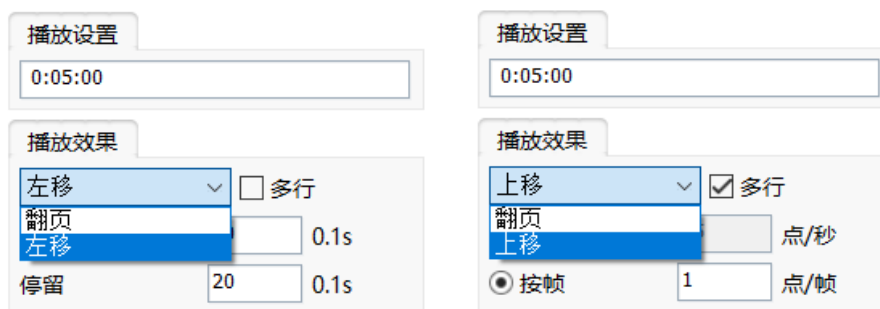 播放设置
0:05:00
播放效果
左移 多行
翻页
左移 0.1s
停留 20 0.1s
播放设置
0:05:00
播放效果
上移 多行
翻页
上移 点/秒
按帧 1 点/帧